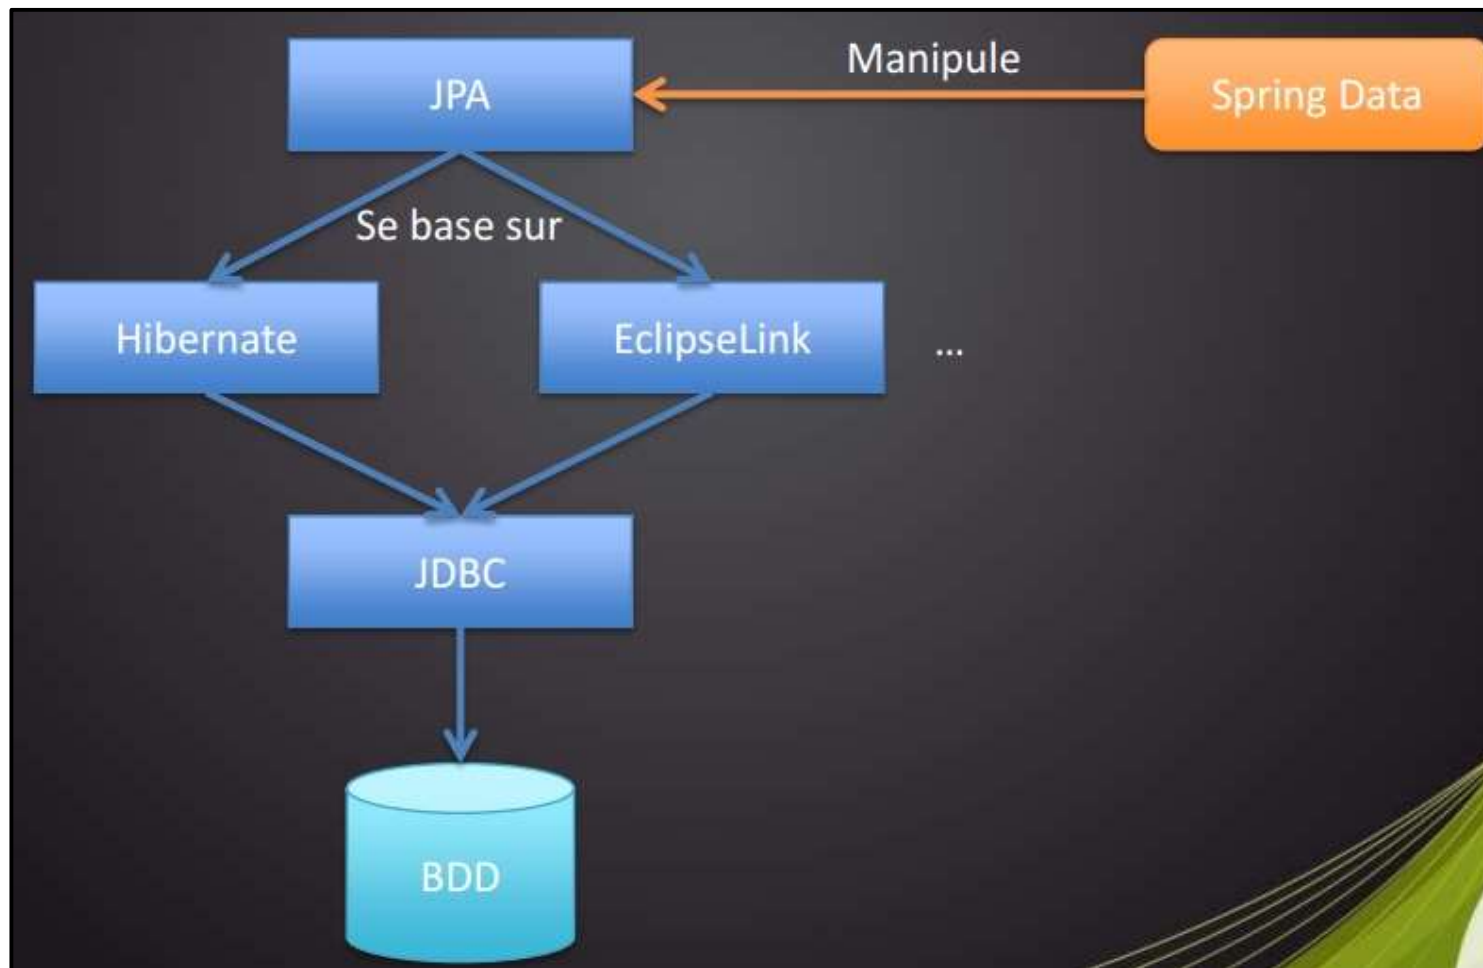 Manipule
JPA
Spring Data
Se base sur
Hibernate
EclipseLink
...
JDBC
BDD